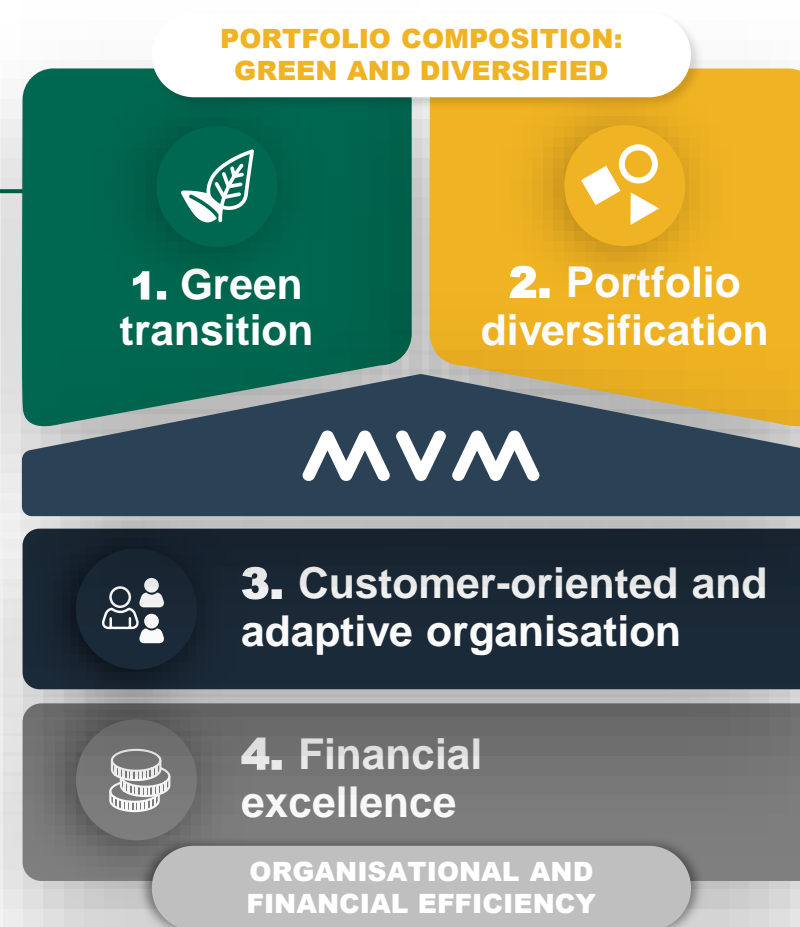 PORTFOLIO COMPOSITION:
GREEN AND DIVERSIFIED
1. Green
transition
2. Portfolio
diversification
MVM
3. Customer-oriented and
adaptive organisation
4. Financial
excellence
ORGANISATIONAL AND
FINANCIAL EFFICIENCY